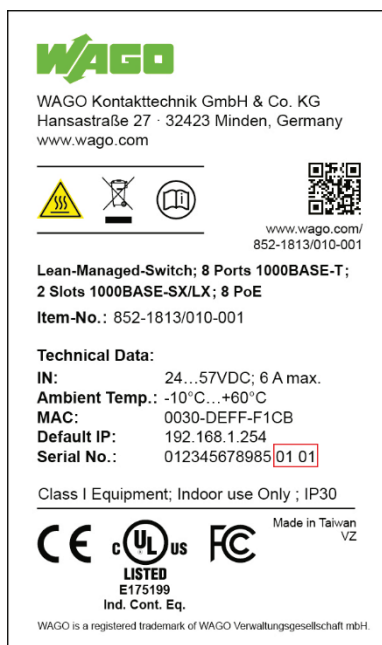 WAGO
WAGO Kontakttechnik GmbH & Co. KG
Hansastraße 27 · 32423 Minden, Germany
www.wago.com
www.wago.com/
852-1813/010-001
Lean-Managed-Switch; 8 Ports 1000BASE-T;
2 Slots 1000BASE-SX/LX; 8 PoE
Item-No.: 852-1813/010-001
Technical Data:
IN: 24...57VDC; 6 A max.
Ambient Temp.: -10°C...+60°C
MAC: 0030-DEFF-F1CB
Default IP: 192.168.1.254
Serial No.: 012345678985 01 01
Class I Equipment; Indoor use Only ; IP30
CE
c UL US
FC
Made in Taiwan
VZ
LISTED
E175199
Ind. Cont. Eq.
WAGO is a registered trademark of WAGO Verwaltungsgesellschaft mbH.